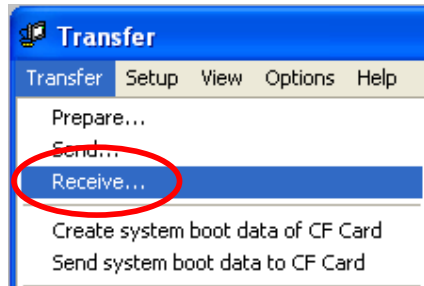 Transfer
Transfer Setup View Options Help
Prepare...
Send...
Receive...
Create system boot data of CF Card
Send system boot data to CF Card